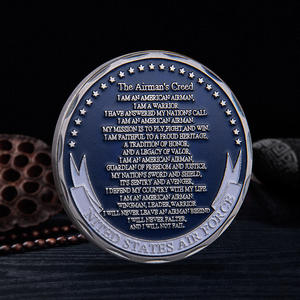 The Airman's Creed
I AM AN AMERICAN AIRMAN,
I AM A WARRIOR
I HAVE ANSWERED MY NATION'S CALL
I AM AN AMERICAN AIRMAN,
MY MISSION IS TO FLY, FIGHT, AND WIN
I AM FAITHFUL TO A PROUD HERITAGE,
A TRADITION OF HONOR,
AND A LEGACY OF VALOR,
I AM AN AMERICAN AIRMAN,
GUARDIAN OF FREEDOM AND JUSTICE,
MY NATION'S SWORD AND SHIELD,
IT'S SENTRY AND AVENGER,
I DEFEND MY COUNTRY WITH MY LIFE
I AM AN AMERICAN AIRMAN:
WINGMAN, LEADER, WARRIOR
I WILL NEVER LEAVE AN AIRMAN BEHIND
I WILL NEVER FALTER,
AND I WILL NOT FAIL.
UNITED STATES AIR FORCE